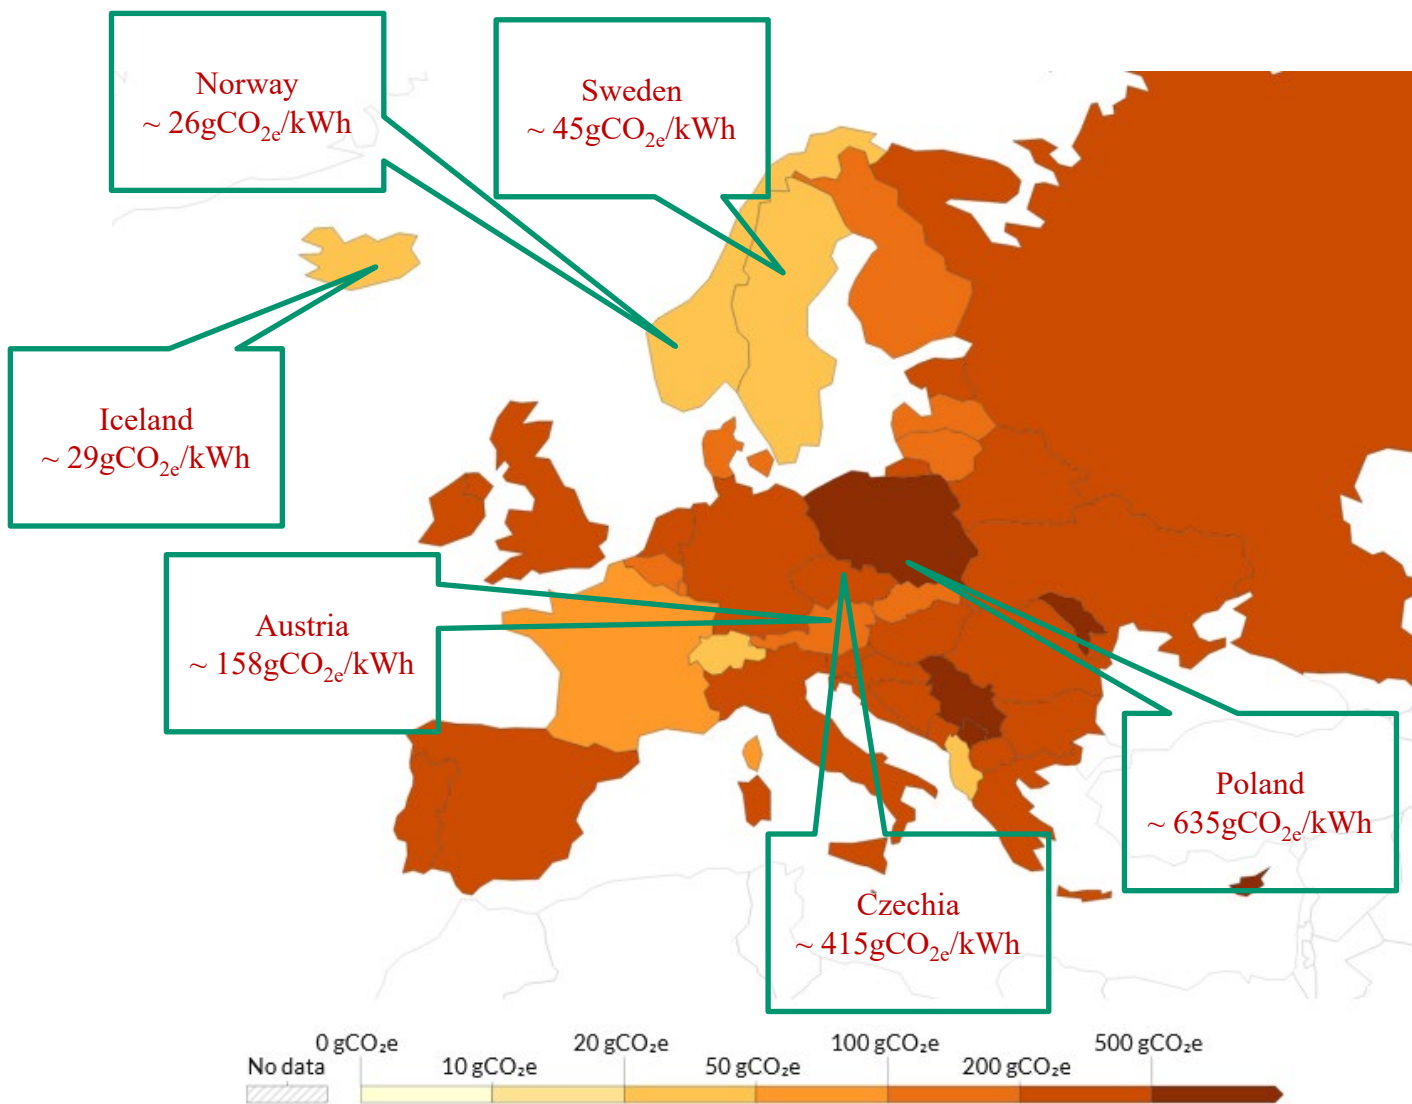 Norway
~ 26gCO₂ₑ/kWh
Sweden
~ 45gCO₂ₑ/kWh
Iceland
~ 29gCO₂ₑ/kWh
Austria
~ 158gCO₂ₑ/kWh
Poland
~ 635gCO₂ₑ/kWh
Czechia
~ 415gCO₂ₑ/kWh
0 gCO₂e 20 gCO₂e 100 gCO₂e 500 gCO₂e
No data 10 gCO₂e 50 gCO₂e 200 gCO₂e